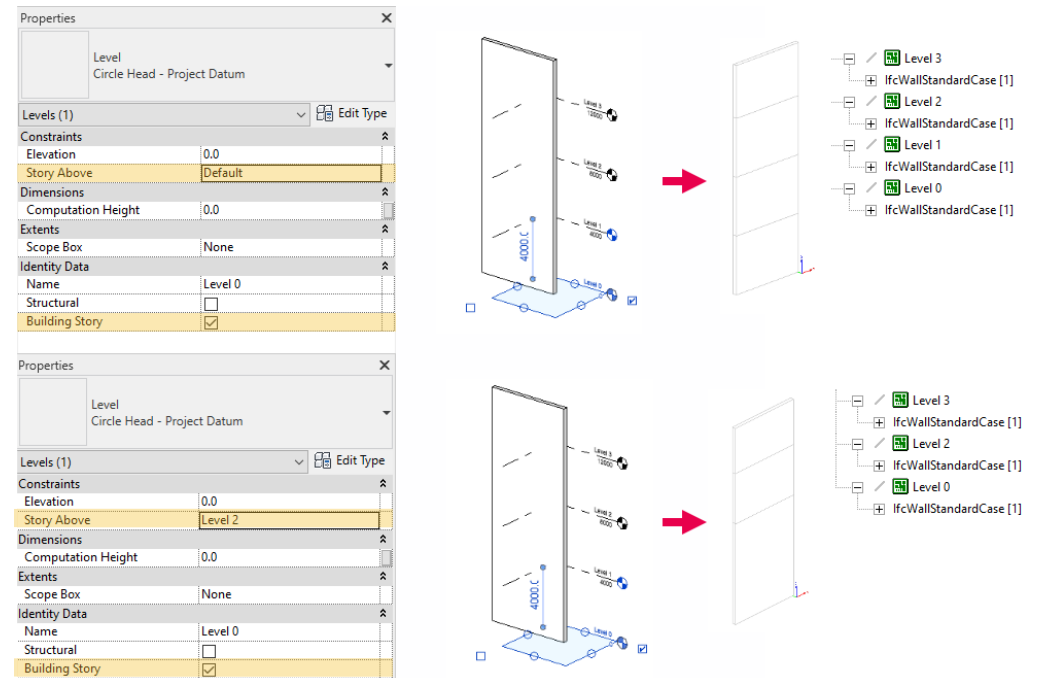 Properties
Level
Circle Head - Project Datum
Levels (1)
Edit Type
Constraints
Elevation 0.0
Story Above Default
Dimensions
Computation Height 0.0
Extents
Scope Box None
Identity Data
Name Level 0
Structural
Building Story
Level 3
12000
Level 2
8000
Level 1
4000
4000.0
Level 0
Level 3
IfcWallStandardCase [1]
Level 2
IfcWallStandardCase [1]
Level 1
IfcWallStandardCase [1]
Level 0
IfcWallStandardCase [1]
Properties
Level
Circle Head - Project Datum
Levels (1)
Edit Type
Constraints
Elevation 0.0
Story Above Level 2
Dimensions
Computation Height 0.0
Extents
Scope Box None
Identity Data
Name Level 0
Structural
Building Story
Level 3
12000
Level 2
8000
Level 1
4000
4000.0
Level 0
Level 3
IfcWallStandardCase [1]
Level 2
IfcWallStandardCase [1]
Level 0
IfcWallStandardCase [1]